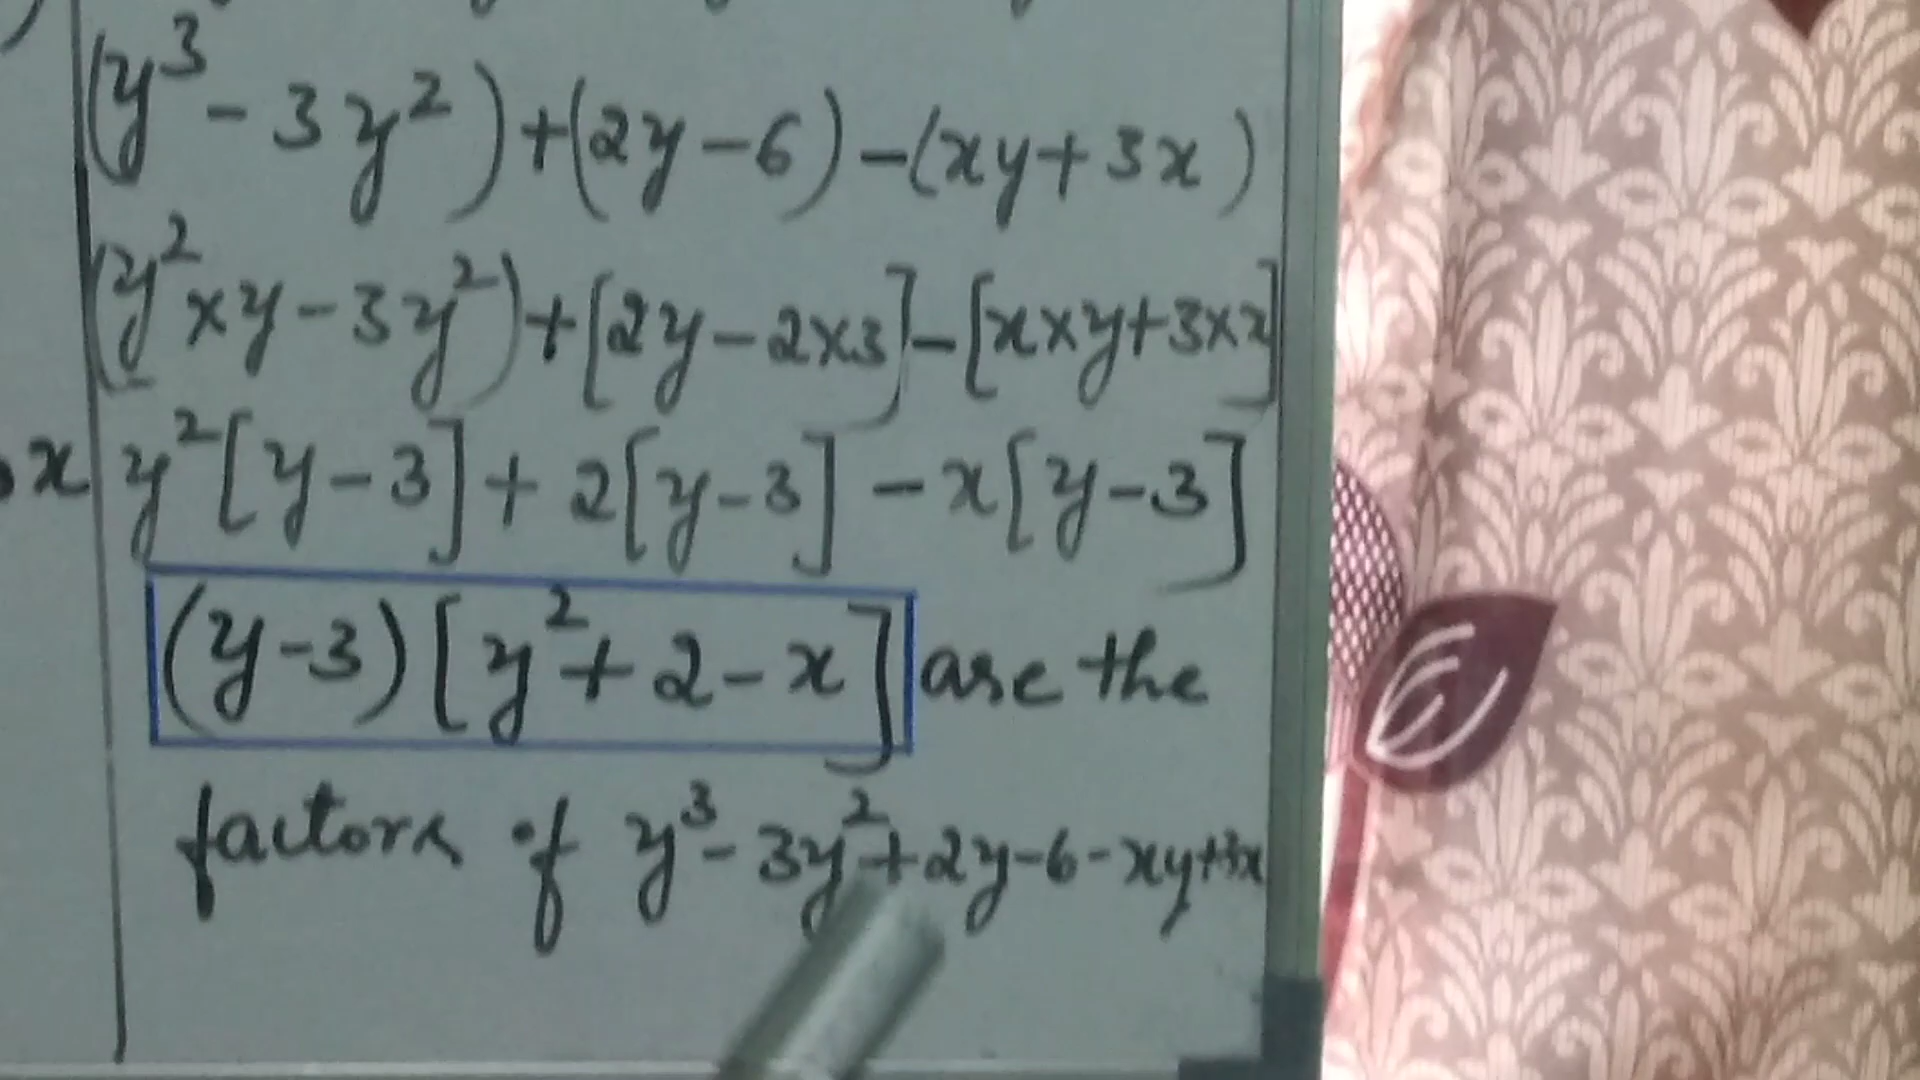 (y³ - 3y²) + (2y - 6) - (xy + 3x)
(y² × y - 3y²) + [2y - 2×3] - [x×y + 3×x]
x y² [y - 3] + 2[y - 3] - x[y - 3]
(y - 3) [y² + 2 - x] are the
factors of y³ - 3y² + 2y - 6 - xy + 3x